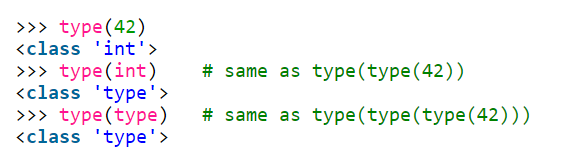 >>> type(42)
<class 'int'>
>>> type(int)    # same as type(type(42))
<class 'type'>
>>> type(type)   # same as type(type(type(42)))
<class 'type'>